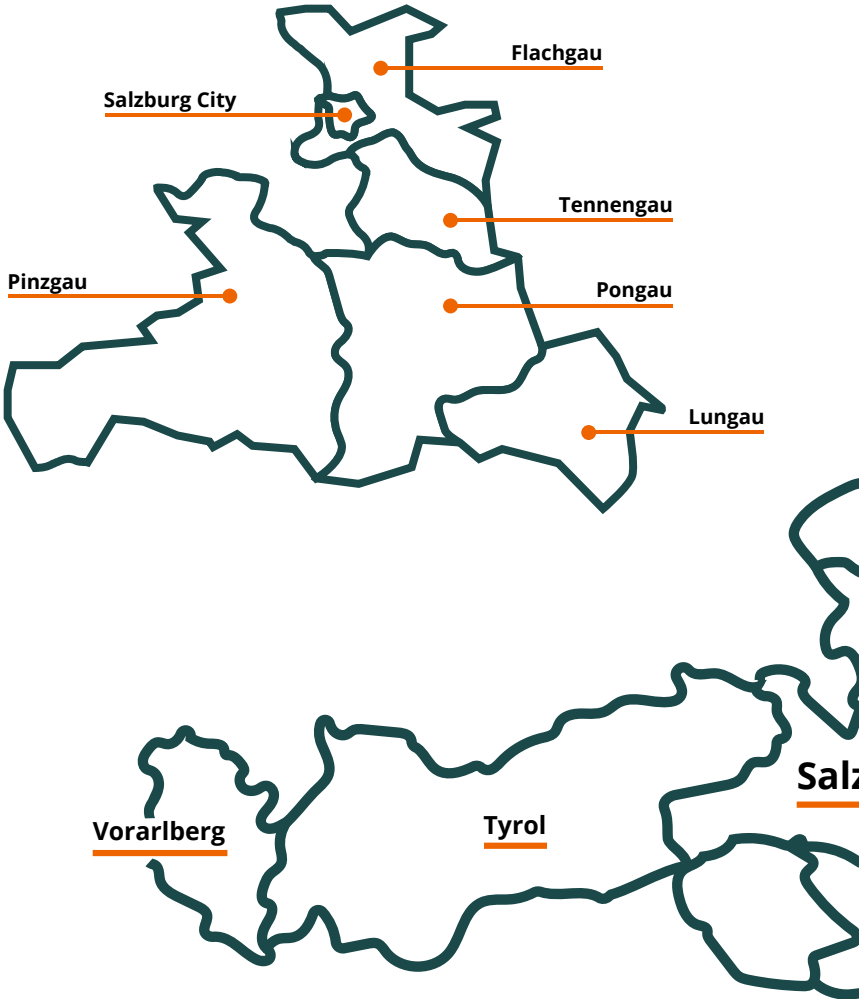 Flachgau
Salzburg City
Tennengau
Pinzgau
Pongau
Lungau
Salz
Tyrol
Vorarlberg